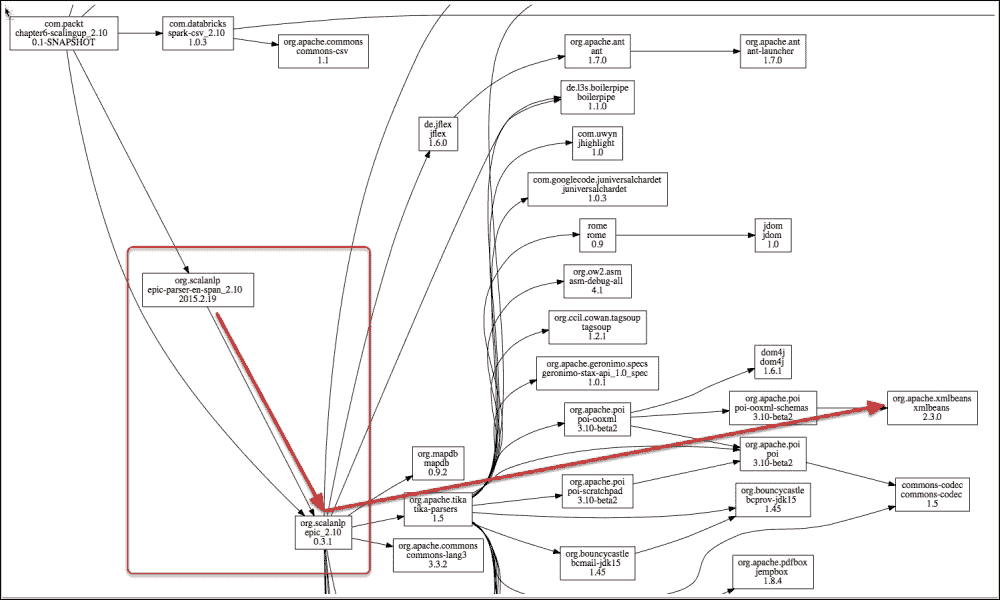 com.packt
chapter6-scalingup_2.10
0.1-SNAPSHOT
com.databricks
spark-csv_2.10
1.0.3
org.apache.commons
commons-csv
1.1
org.apache.ant
ant
1.7.0
org.apache.ant
ant-launcher
1.7.0
de.l3s.boilerpipe
boilerpipe
1.1.0
de.jflex
jflex
1.6.0
com.uwyn
jhighlight
1.0
com.googlecode.juniversalchardet
juniversalchardet
1.0.3
rome
rome
0.9
jdom
jdom
1.0
org.scalanlp
epic-parser-en-span_2.10
2015.2.19
org.ow2.asm
asm-debug-all
4.1
org.ccil.cowan.tagsoup
tagsoup
1.2.1
org.apache.geronimo.specs
geronimo-stax-api_1.0_spec
1.0.1
dom4j
dom4j
1.6.1
org.apache.poi
poi-ooxml
3.10-beta2
org.apache.poi
poi-ooxml-schemas
3.10-beta2
org.apache.xmlbeans
xmlbeans
2.3.0
org.apache.poi
poi
3.10-beta2
org.mapdb
mapdb
0.9.2
org.apache.tika
tika-parsers
1.5
org.apache.poi
poi-scratchpad
3.10-beta2
org.bouncycastle
bcprov-jdk15
1.45
commons-codec
commons-codec
1.5
org.scalanlp
epic_2.10
0.3.1
org.apache.commons
commons-lang3
3.3.2
org.bouncycastle
bcmail-jdk15
1.45
org.apache.pdfbox
jempbox
1.8.4